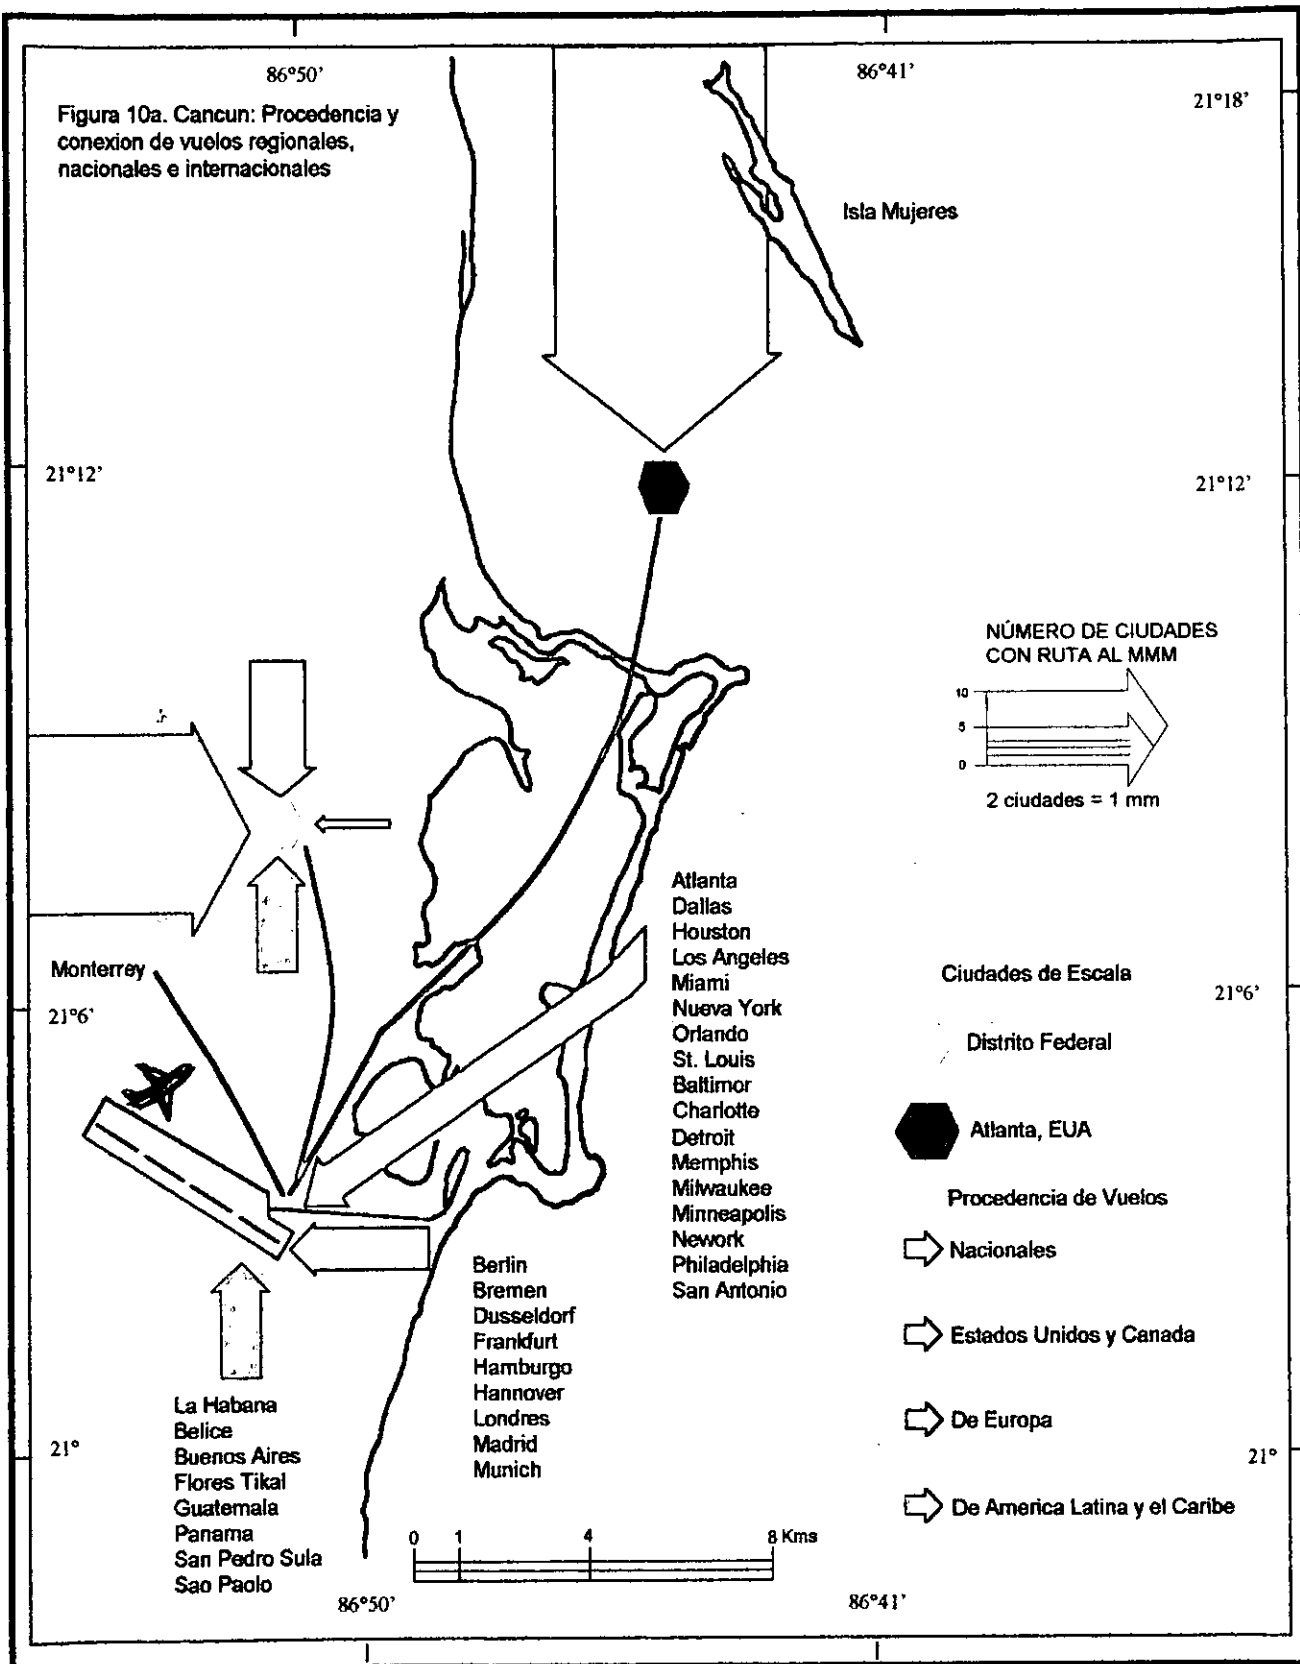 86°50'
86°41'
Figura 10a. Cancun: Procedencia y
conexion de vuelos regionales,
nacionales e internacionales
21°18'
Isla Mujeres
21°12'
21°12'
NÚMERO DE CIUDADES
CON RUTA AL MMM
10
5
0
2 ciudades = 1 mm
Monterrey
21°6'
Atlanta
Dallas
Houston
Los Angeles
Miami
Nueva York
Orlando
St. Louis
Baltimor
Charlotte
Detroit
Memphis
Milwaukee
Minneapolis
Nework
Philadelphia
San Antonio
Ciudades de Escala
21°6'
Distrito Federal
Atlanta, EUA
Procedencia de Vuelos
Nacionales
Estados Unidos y Canada
De Europa
De America Latina y el Caribe
Berlin
Bremen
Dusseldorf
Frankfurt
Hamburgo
Hannover
Londres
Madrid
Munich
La Habana
Belice
Buenos Aires
Flores Tikal
Guatemala
Panama
San Pedro Sula
Sao Paolo
21°
21°
0 1 4 8 Kms
86°50'
86°41'